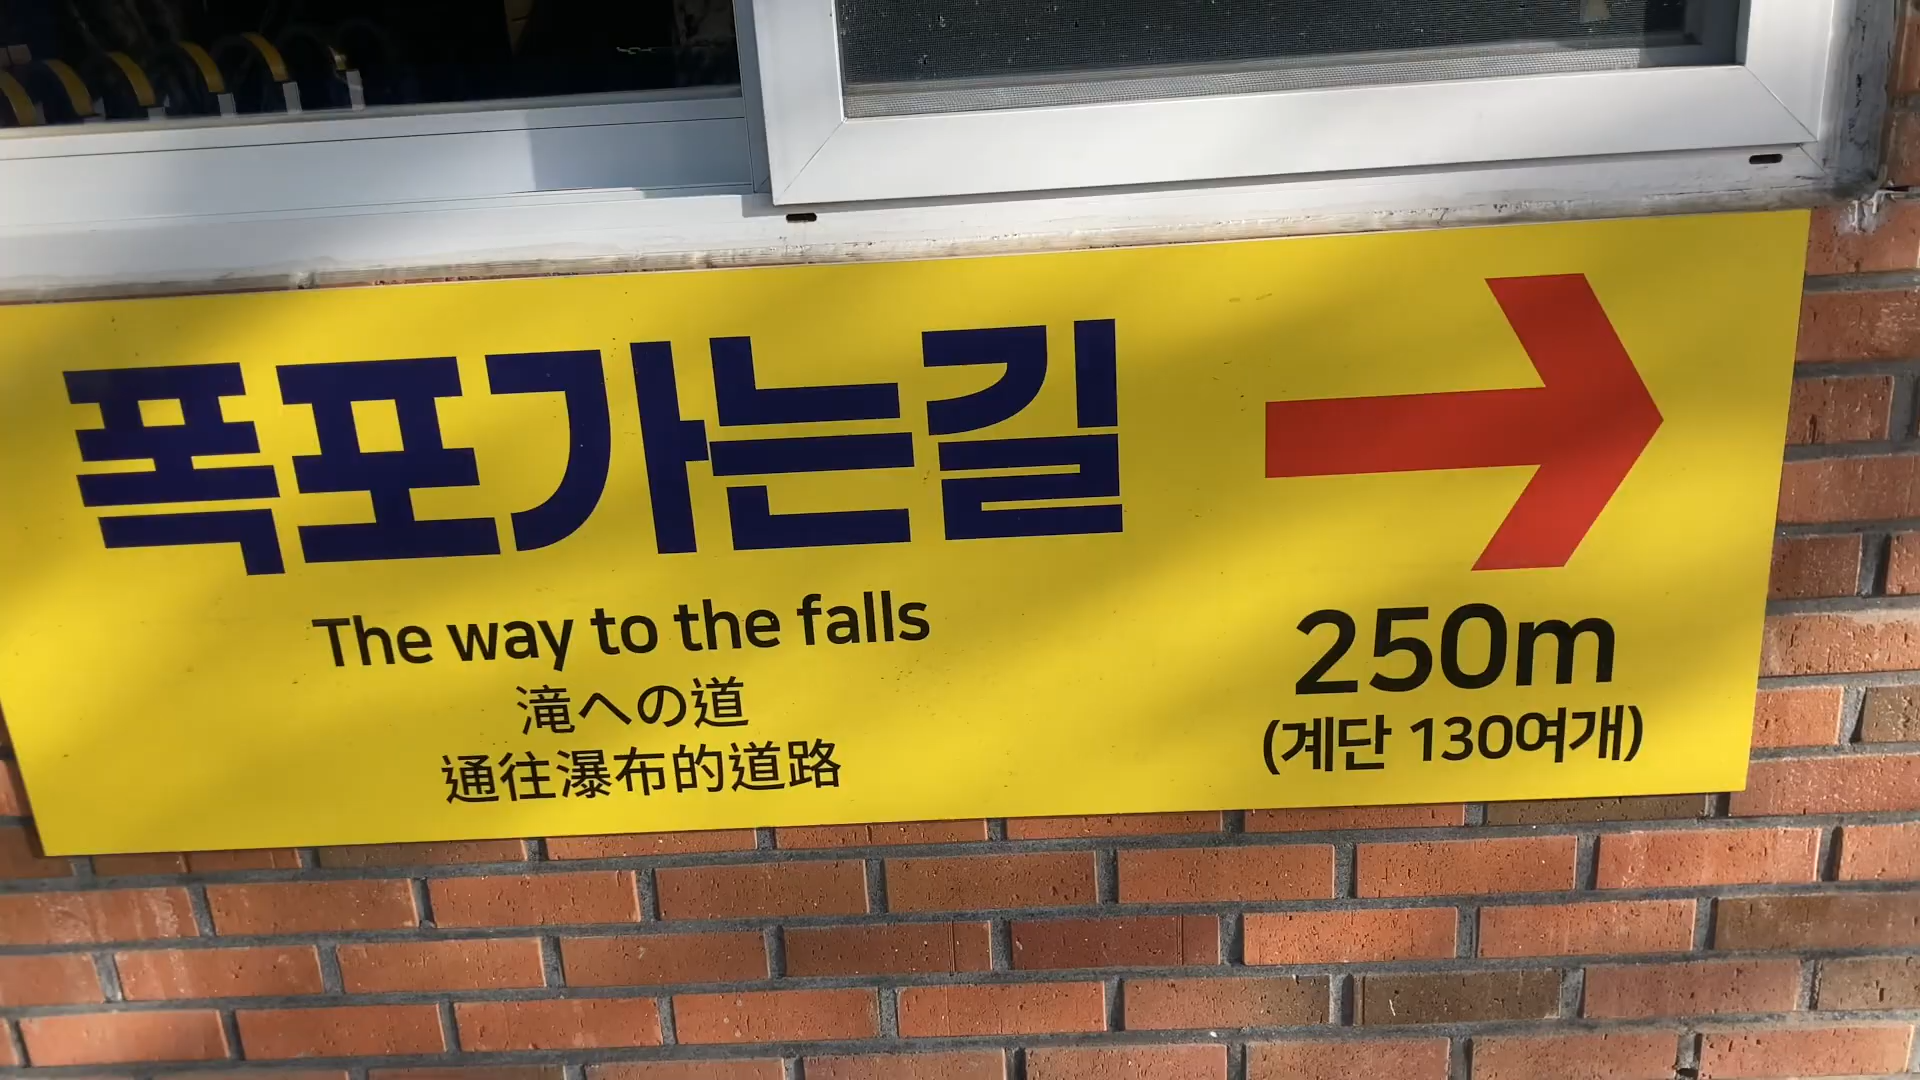 폭포가는길
The way to the falls
滝への道
通往瀑布的道路
250m
(계단 130여개)